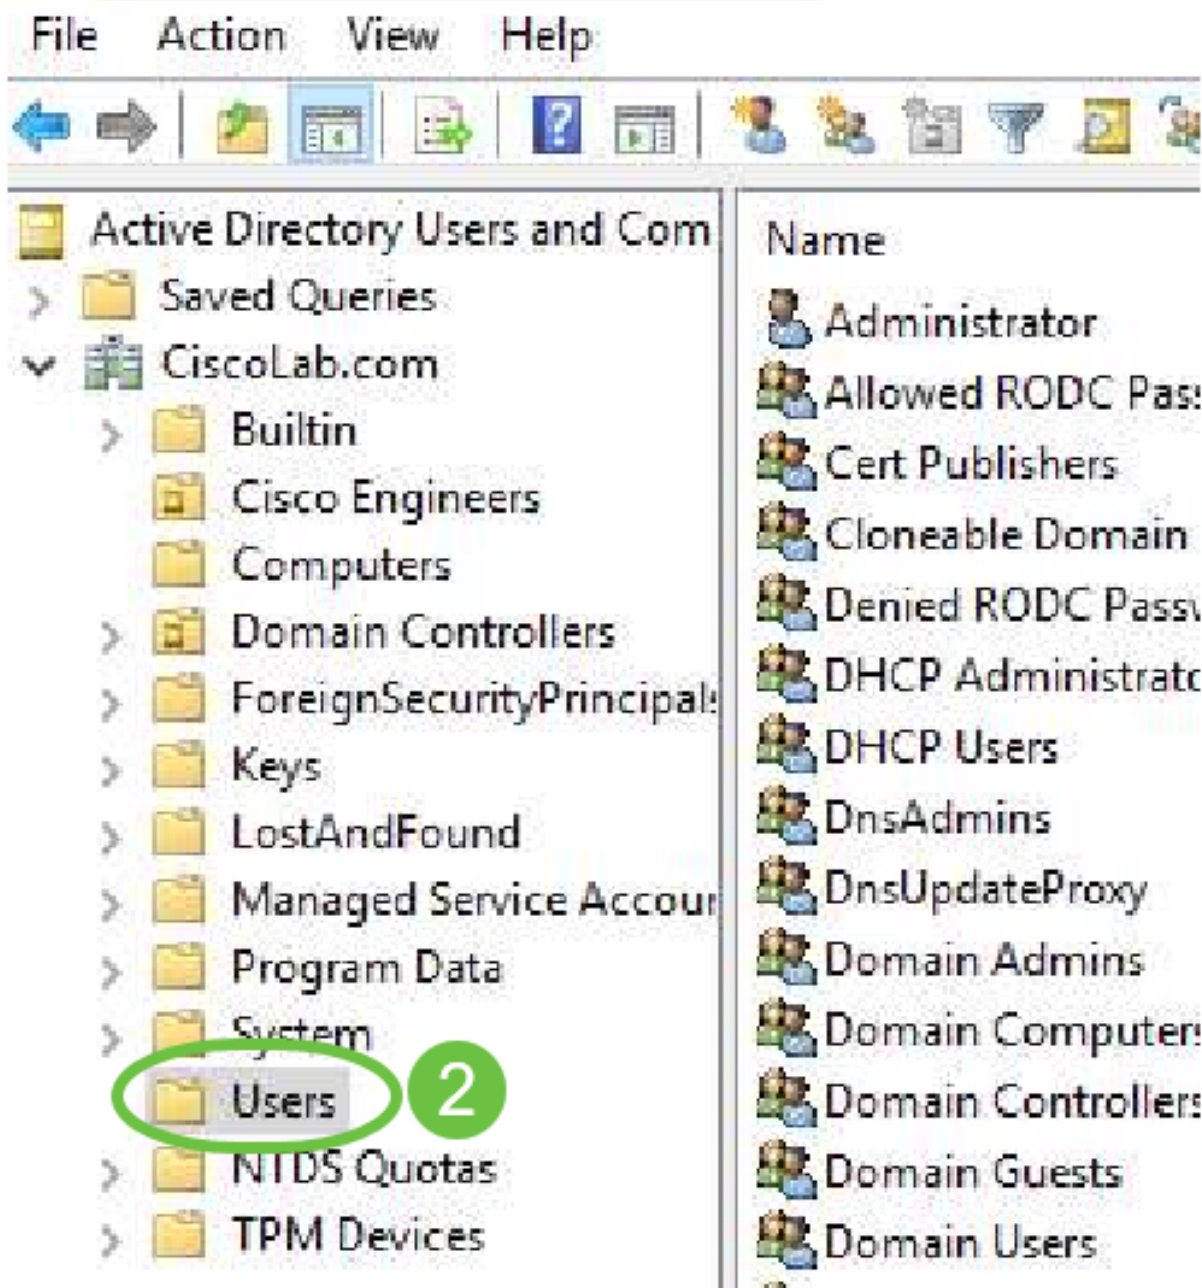 File Action View Help
Active Directory Users and Com
Saved Queries
CiscoLab.com
Builtin
Cisco Engineers
Computers
Domain Controllers
ForeignSecurityPrincipals
Keys
LostAndFound
Managed Service Accour
Program Data
System
Users
2
NTDS Quotas
TPM Devices
Name
Administrator
Allowed RODC Pass
Cert Publishers
Cloneable Domain
Denied RODC Passw
DHCP Administrato
DHCP Users
DnsAdmins
DnsUpdateProxy
Domain Admins
Domain Computers
Domain Controllers
Domain Guests
Domain Users